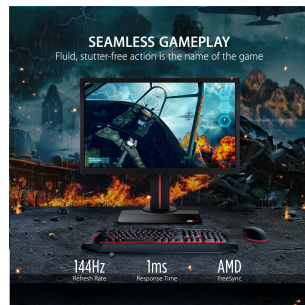 SEAMLESS GAMEPLAY
Fluid, stutter-free action is the name of the game
144Hz
Refresh Rate
1ms
Response Time
AMD
FreeSync